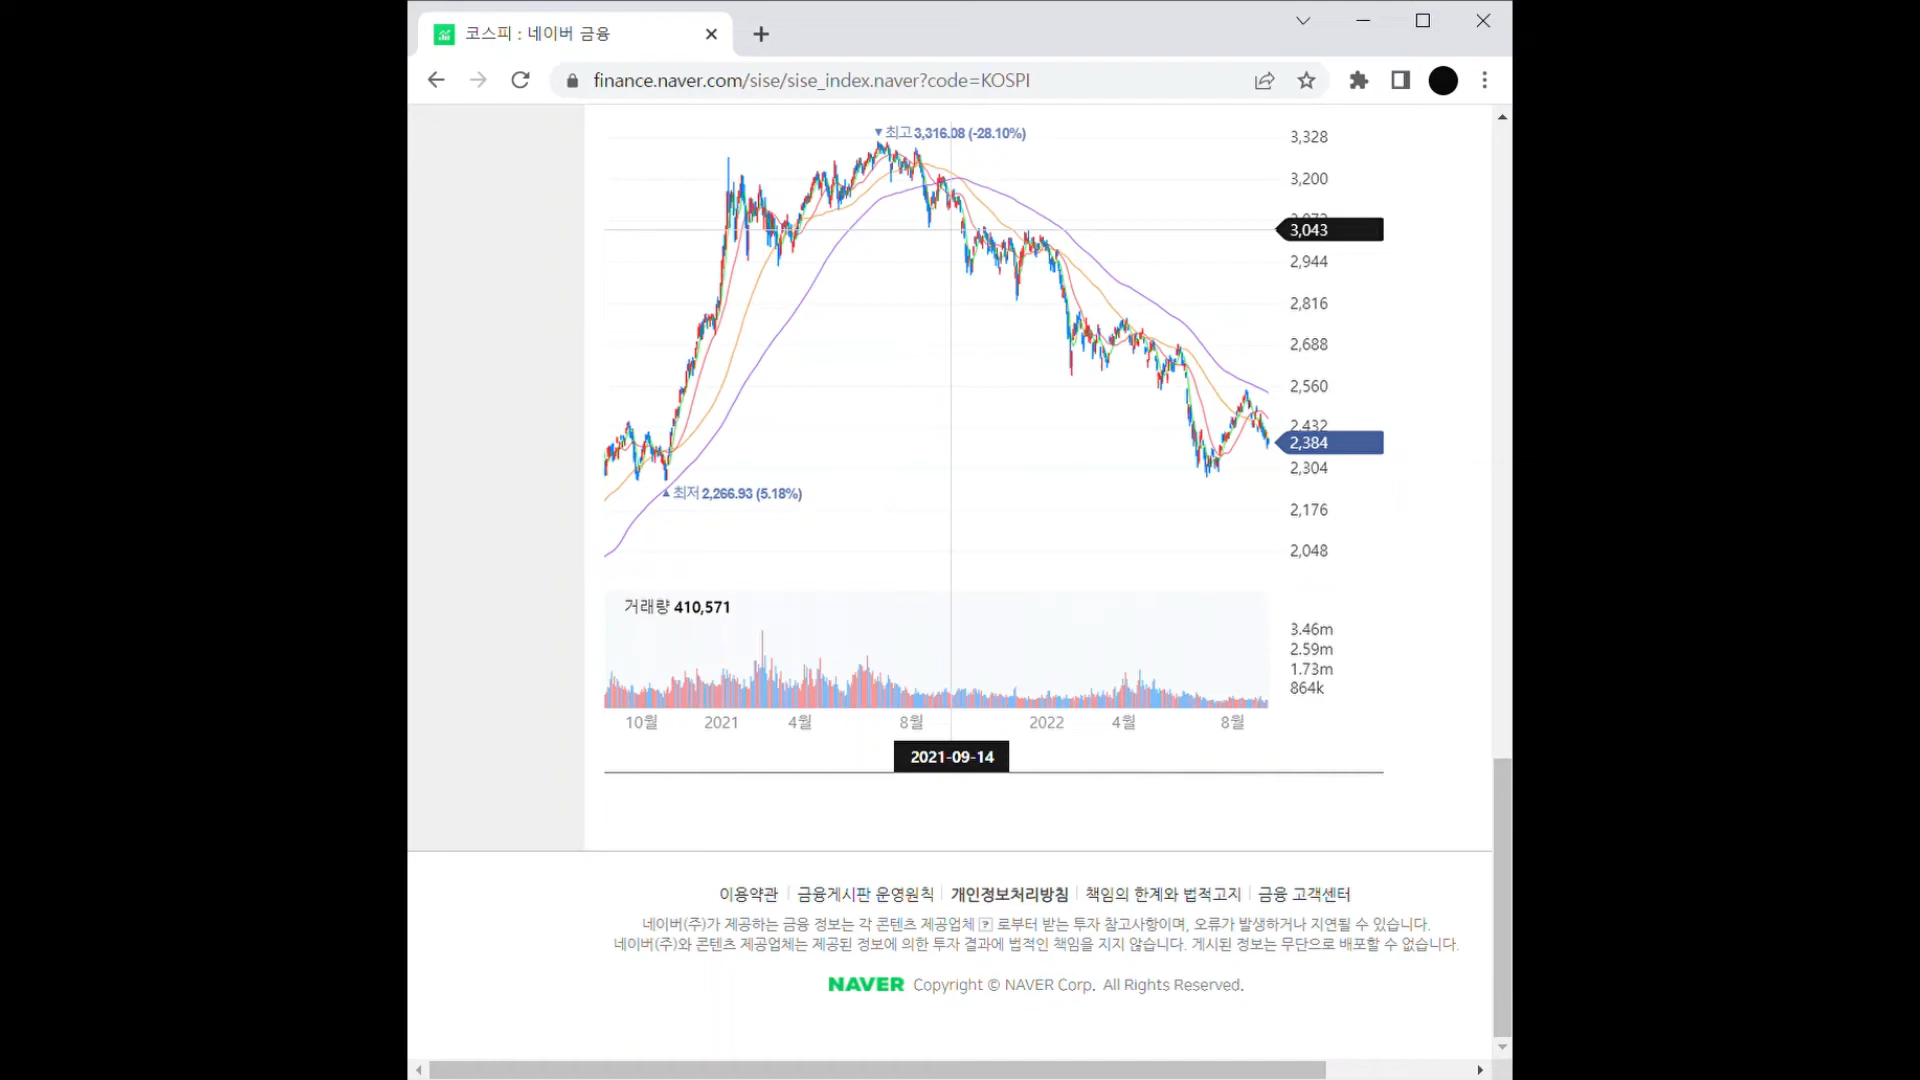 코스피 : 네이버 금융
finance.naver.com/sise/sise_index.naver?code=KOSPI
▼최고 3,316.08 (-28.10%)
3,328
3,200
3,072
3,043
2,944
2,816
2,688
2,560
2,432
2,384
2,304
▲최저 2,266.93 (5.18%)
2,176
2,048
거래량 410,571
3.46m
2.59m
1.73m
864k
10월 2021 4월 8월 2022 4월 8월
2021-09-14
이용약관 금융게시판 운영원칙 개인정보처리방침 책임의 한계와 법적고지 금융 고객센터
네이버(주)가 제공하는 금융 정보는 각 콘텐츠 제공업체 ? 로부터 받는 투자 참고사항이며, 오류가 발생하거나 지연될 수 있습니다.
네이버(주)와 콘텐츠 제공업체는 제공된 정보에 의한 투자 결과에 법적인 책임을 지지 않습니다. 게시된 정보는 무단으로 배포할 수 없습니다.
NAVER Copyright © NAVER Corp. All Rights Reserved.